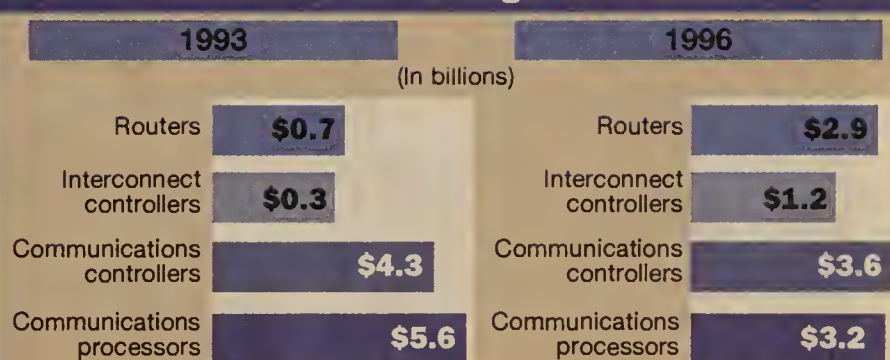 1993
1996
(In billions)
Routers $0.7
Interconnect
controllers $0.3
Communications
controllers $4.3
Communications
processors $5.6
Routers $2.9
Interconnect
controllers $1.2
Communications
controllers $3.6
Communications
processors $3.2